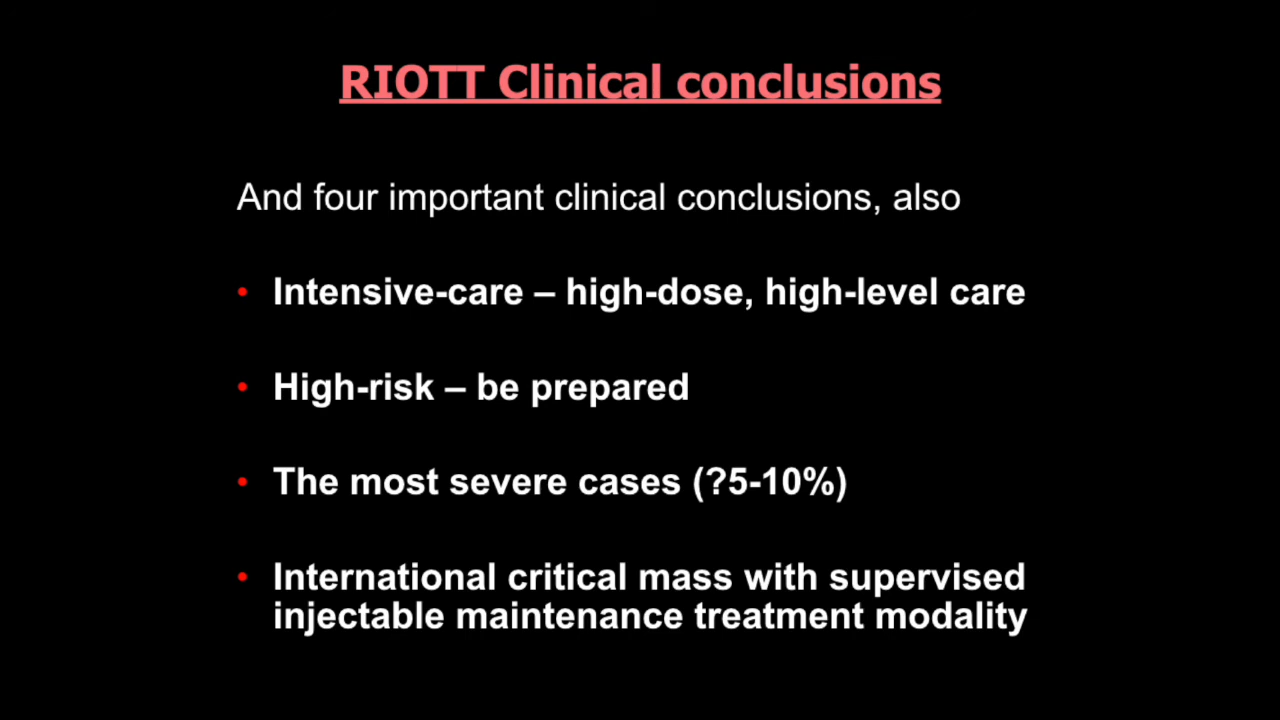 RIOTT Clinical conclusions
And four important clinical conclusions, also
• Intensive-care – high-dose, high-level care
• High-risk – be prepared
• The most severe cases (?5-10%)
• International critical mass with supervised
injectable maintenance treatment modality